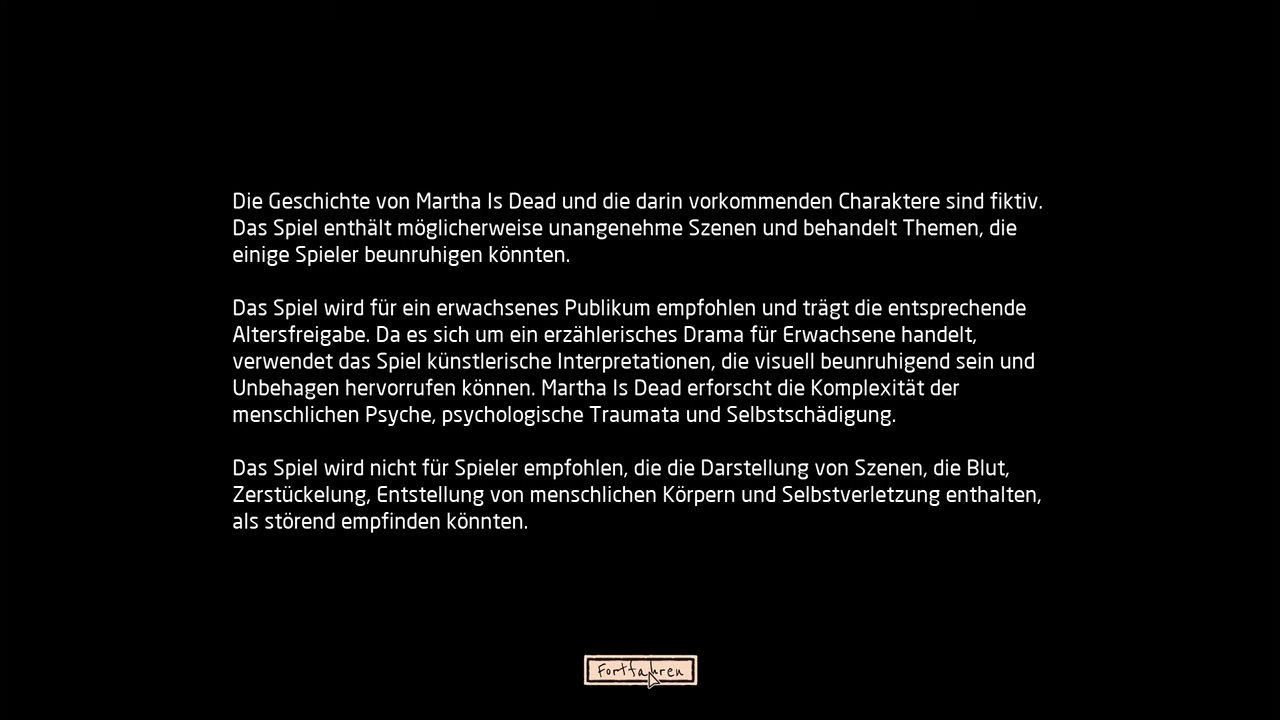 Die Geschichte von Martha Is Dead und die darin vorkommenden Charaktere sind fiktiv.
Das Spiel enthält möglicherweise unangenehme Szenen und behandelt Themen, die
einige Spieler beunruhigen könnten.
Das Spiel wird für ein erwachsenes Publikum empfohlen und trägt die entsprechende
Altersfreigabe. Da es sich um ein erzählerisches Drama für Erwachsene handelt,
verwendet das Spiel künstlerische Interpretationen, die visuell beunruhigend sein und
Unbehagen hervorrufen können. Martha Is Dead erforscht die Komplexität der
menschlichen Psyche, psychologische Traumata und Selbstschädigung.
Das Spiel wird nicht für Spieler empfohlen, die die Darstellung von Szenen, die Blut,
Zerstückelung, Entstellung von menschlichen Körpern und Selbstverletzung enthalten,
als störend empfinden könnten.
Fortfahren